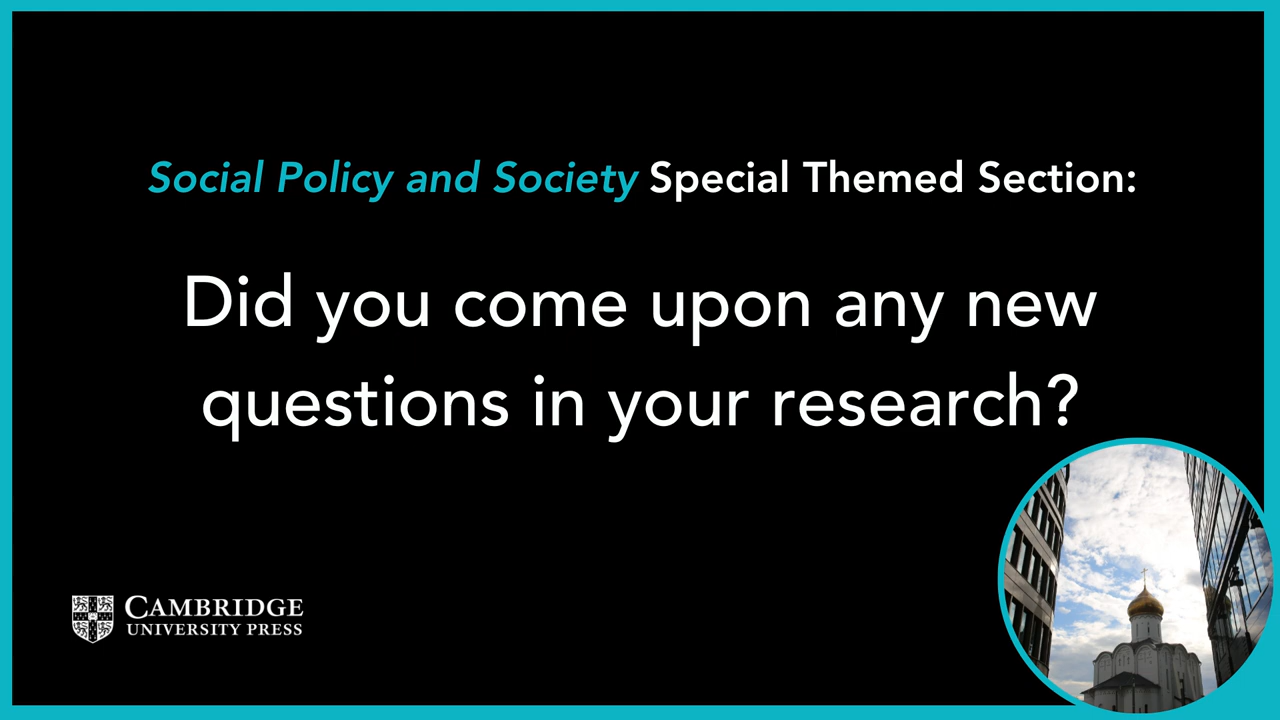 Social Policy and Society Special Themed Section:
Did you come upon any new
questions in your research?
CAMBRIDGE
UNIVERSITY PRESS